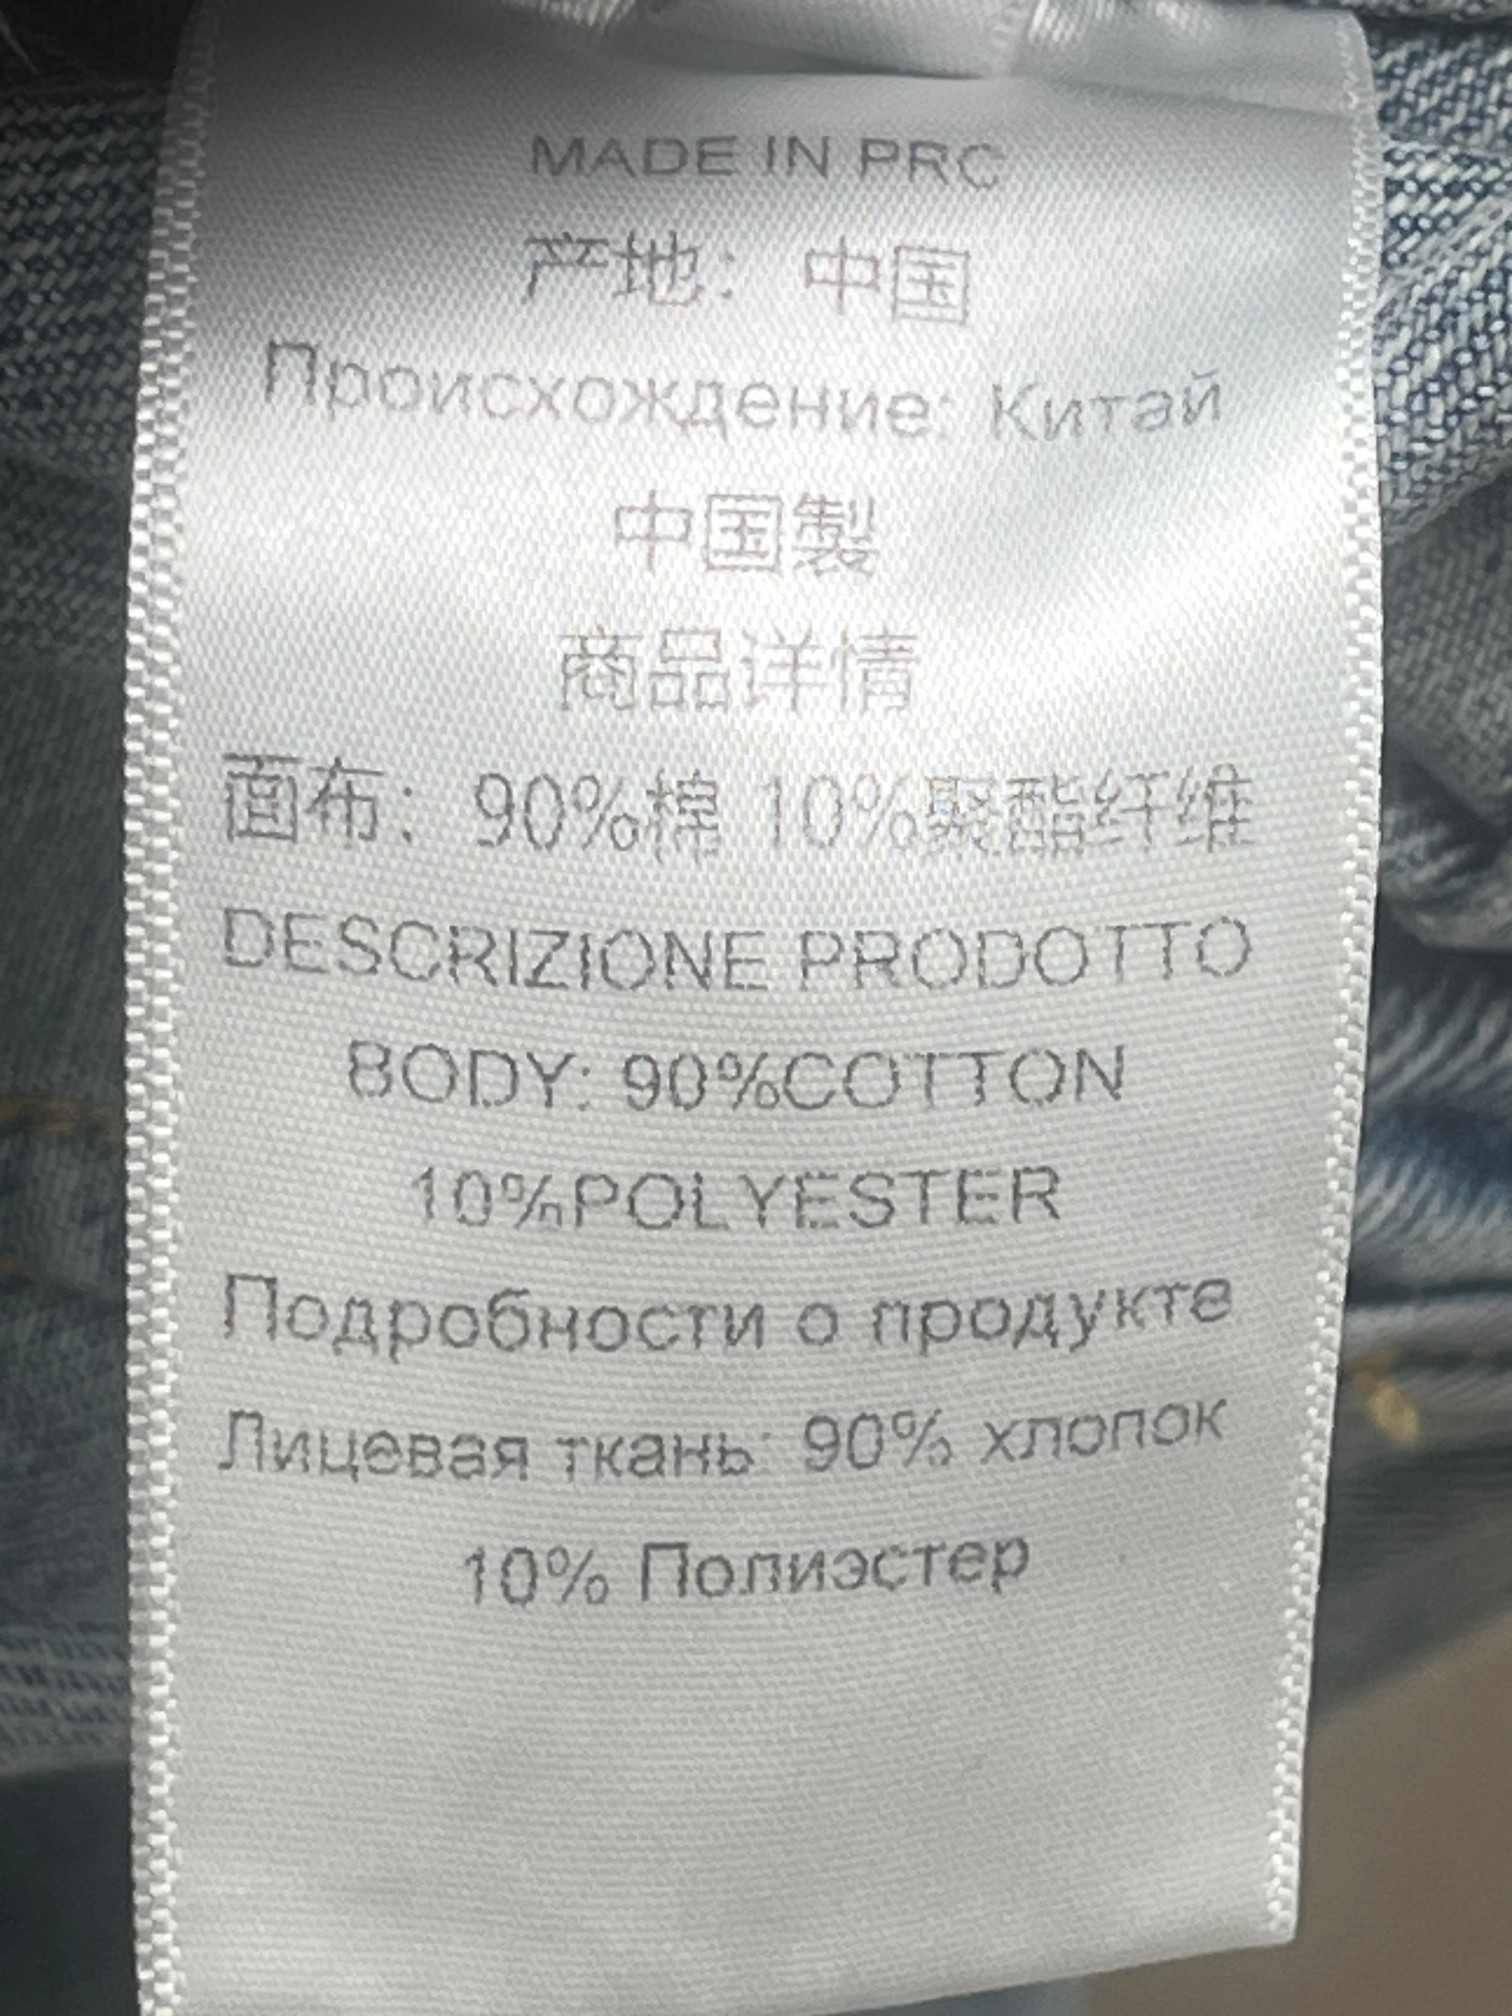 MADE IN PRC
产地：中国
Происхождение: Китай
中国製
商品详情
面布：90%棉 10%聚酯纤维
DESCRIZIONE PRODOTTO
BODY: 90%COTTON
10%POLYESTER
Подробности о продукте
Лицевая ткань: 90% хлопок
10% Полиэстер